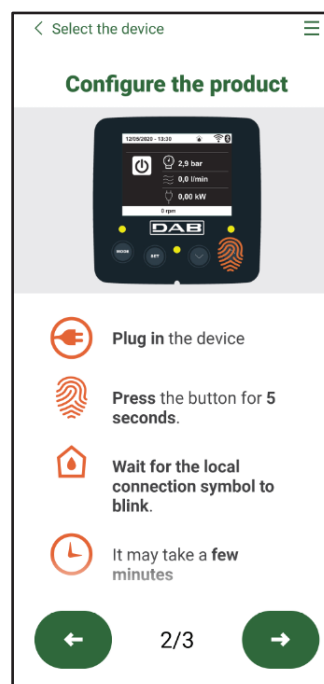 Select the device
Configure the product
12/05/2020 - 13:30
2,9 bar
0,0 l/min
0,00 kW
0 rpm
DAB
MODE
SET
Plug in the device
Press the button for 5
seconds.
Wait for the local
connection symbol to
blink.
It may take a few
minutes
2/3